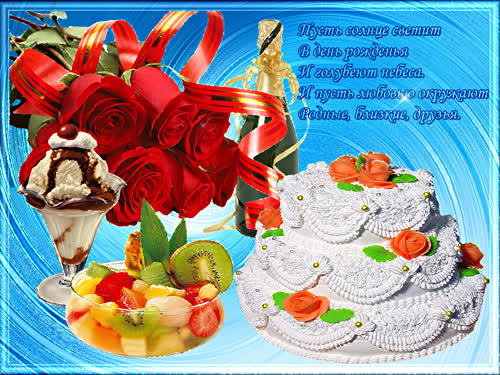 Пусть солнце светит
В день рожденья
И голубеют небеса.
И пусть любовью окружают
Родные, близкие, друзья.